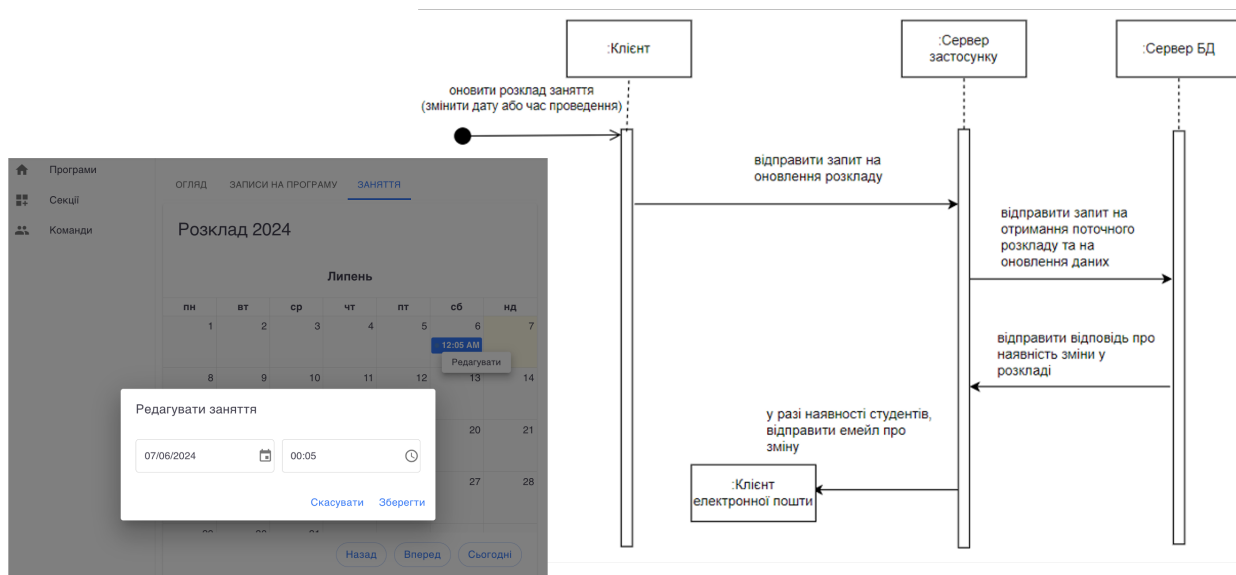 :Клієнт
:Сервер
застосунку
:Сервер БД
оновити розклад заняття
(змінити дату або час проведення)
відправити запит на
оновлення розкладу
відправити запит на
отримання поточного
розкладу та на
оновлення даних
відправити відповідь про
наявність зміни у
розкладі
у разі наявності студентів,
відправити емейл про
зміну
:Клієнт
електронної пошти
Програми
Секції
Команди
ОГЛЯД ЗАПИСИ НА ПРОГРАМУ ЗАНЯТТЯ
Розклад 2024
Липень
пн вт ср чт пт сб нд
1 2 3 4 5 6 7
12:05 AM
Редагувати
8 9 10 11 12 13 14
Редагувати заняття
20 21
07/06/2024 00:05
27 28
Скасувати Зберегти
29 30 31
Назад Вперед Сьогодні